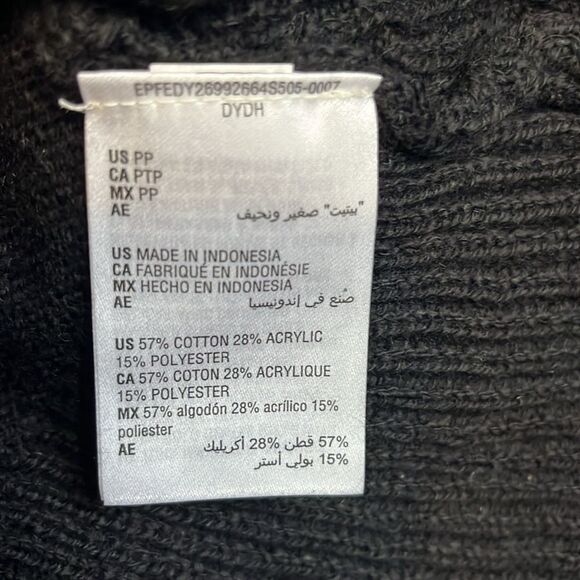 EPFEDY26992664S505-0007
DYDH
US PP
CA PTP
MX PP
AE "بيتيت" صغير ونحيف
US MADE IN INDONESIA
CA FABRIQUÉ EN INDONÉSIE
MX HECHO EN INDONESIA
AE صُنع في إندونيسيا
US 57% COTTON 28% ACRYLIC
15% POLYESTER
CA 57% COTON 28% ACRYLIQUE
15% POLYESTER
MX 57% algodón 28% acrílico 15%
poliester
AE 57% قطن 28% أكريليك
15% بولي أستر